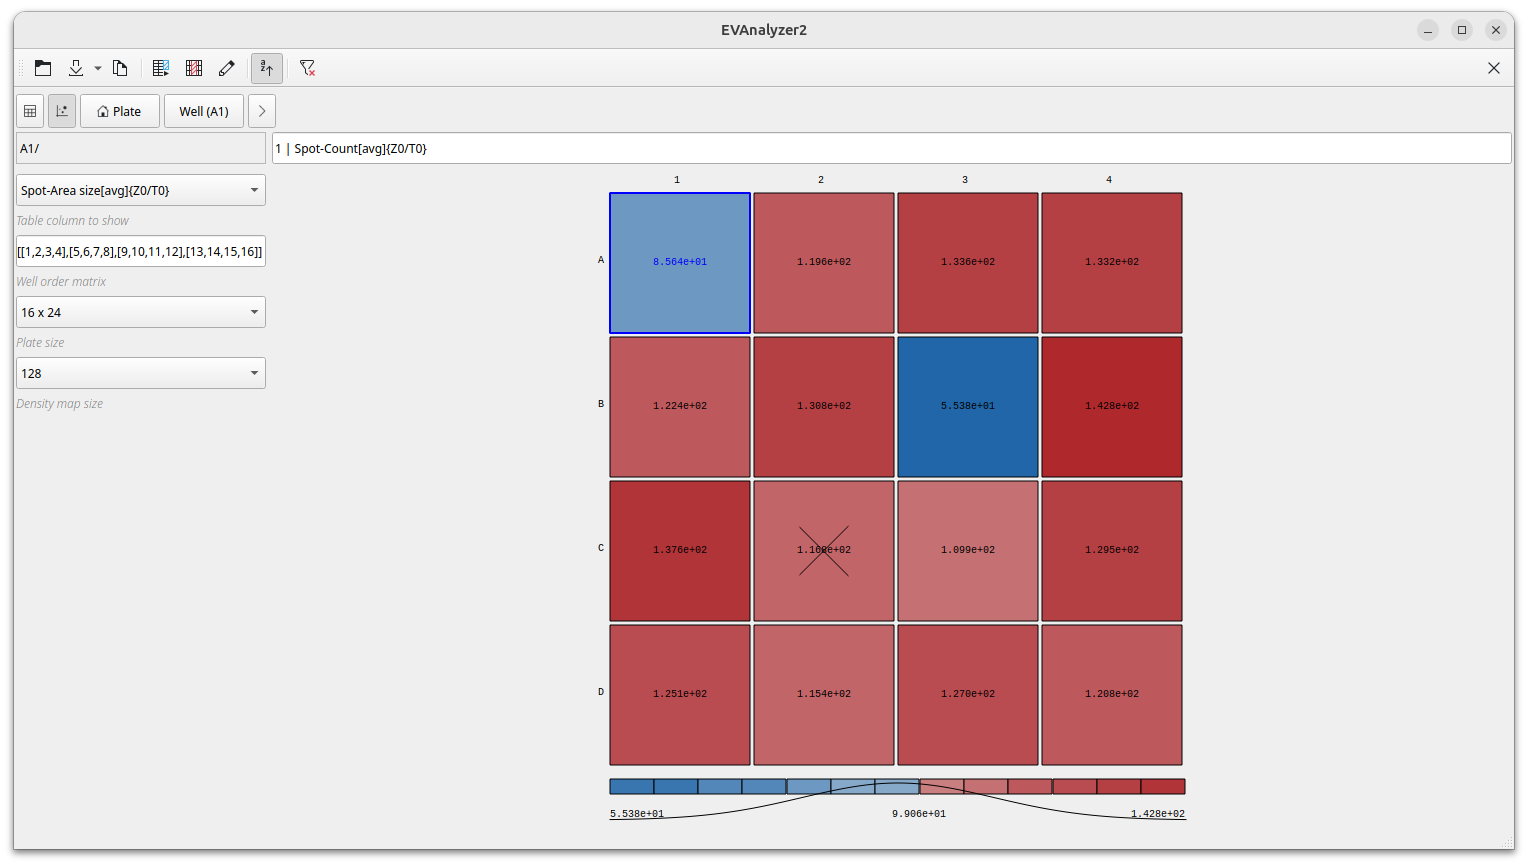 EVAnalyzer2
Plate Well (A1)
A1/ 1 | Spot-Count[avg]{Z0/T0}
Spot-Area size[avg]{Z0/T0}
Table column to show
[[1,2,3,4],[5,6,7,8],[9,10,11,12],[13,14,15,16]]
Well order matrix
16 x 24
Plate size
128
Density map size
1 2 3 4
A 8.564e+01 1.196e+02 1.336e+02 1.332e+02
B 1.224e+02 1.308e+02 5.538e+01 1.428e+02
C 1.376e+02 1.099e+02 1.295e+02
D 1.251e+02 1.154e+02 1.270e+02 1.208e+02
5.538e+01 9.906e+01 1.428e+02